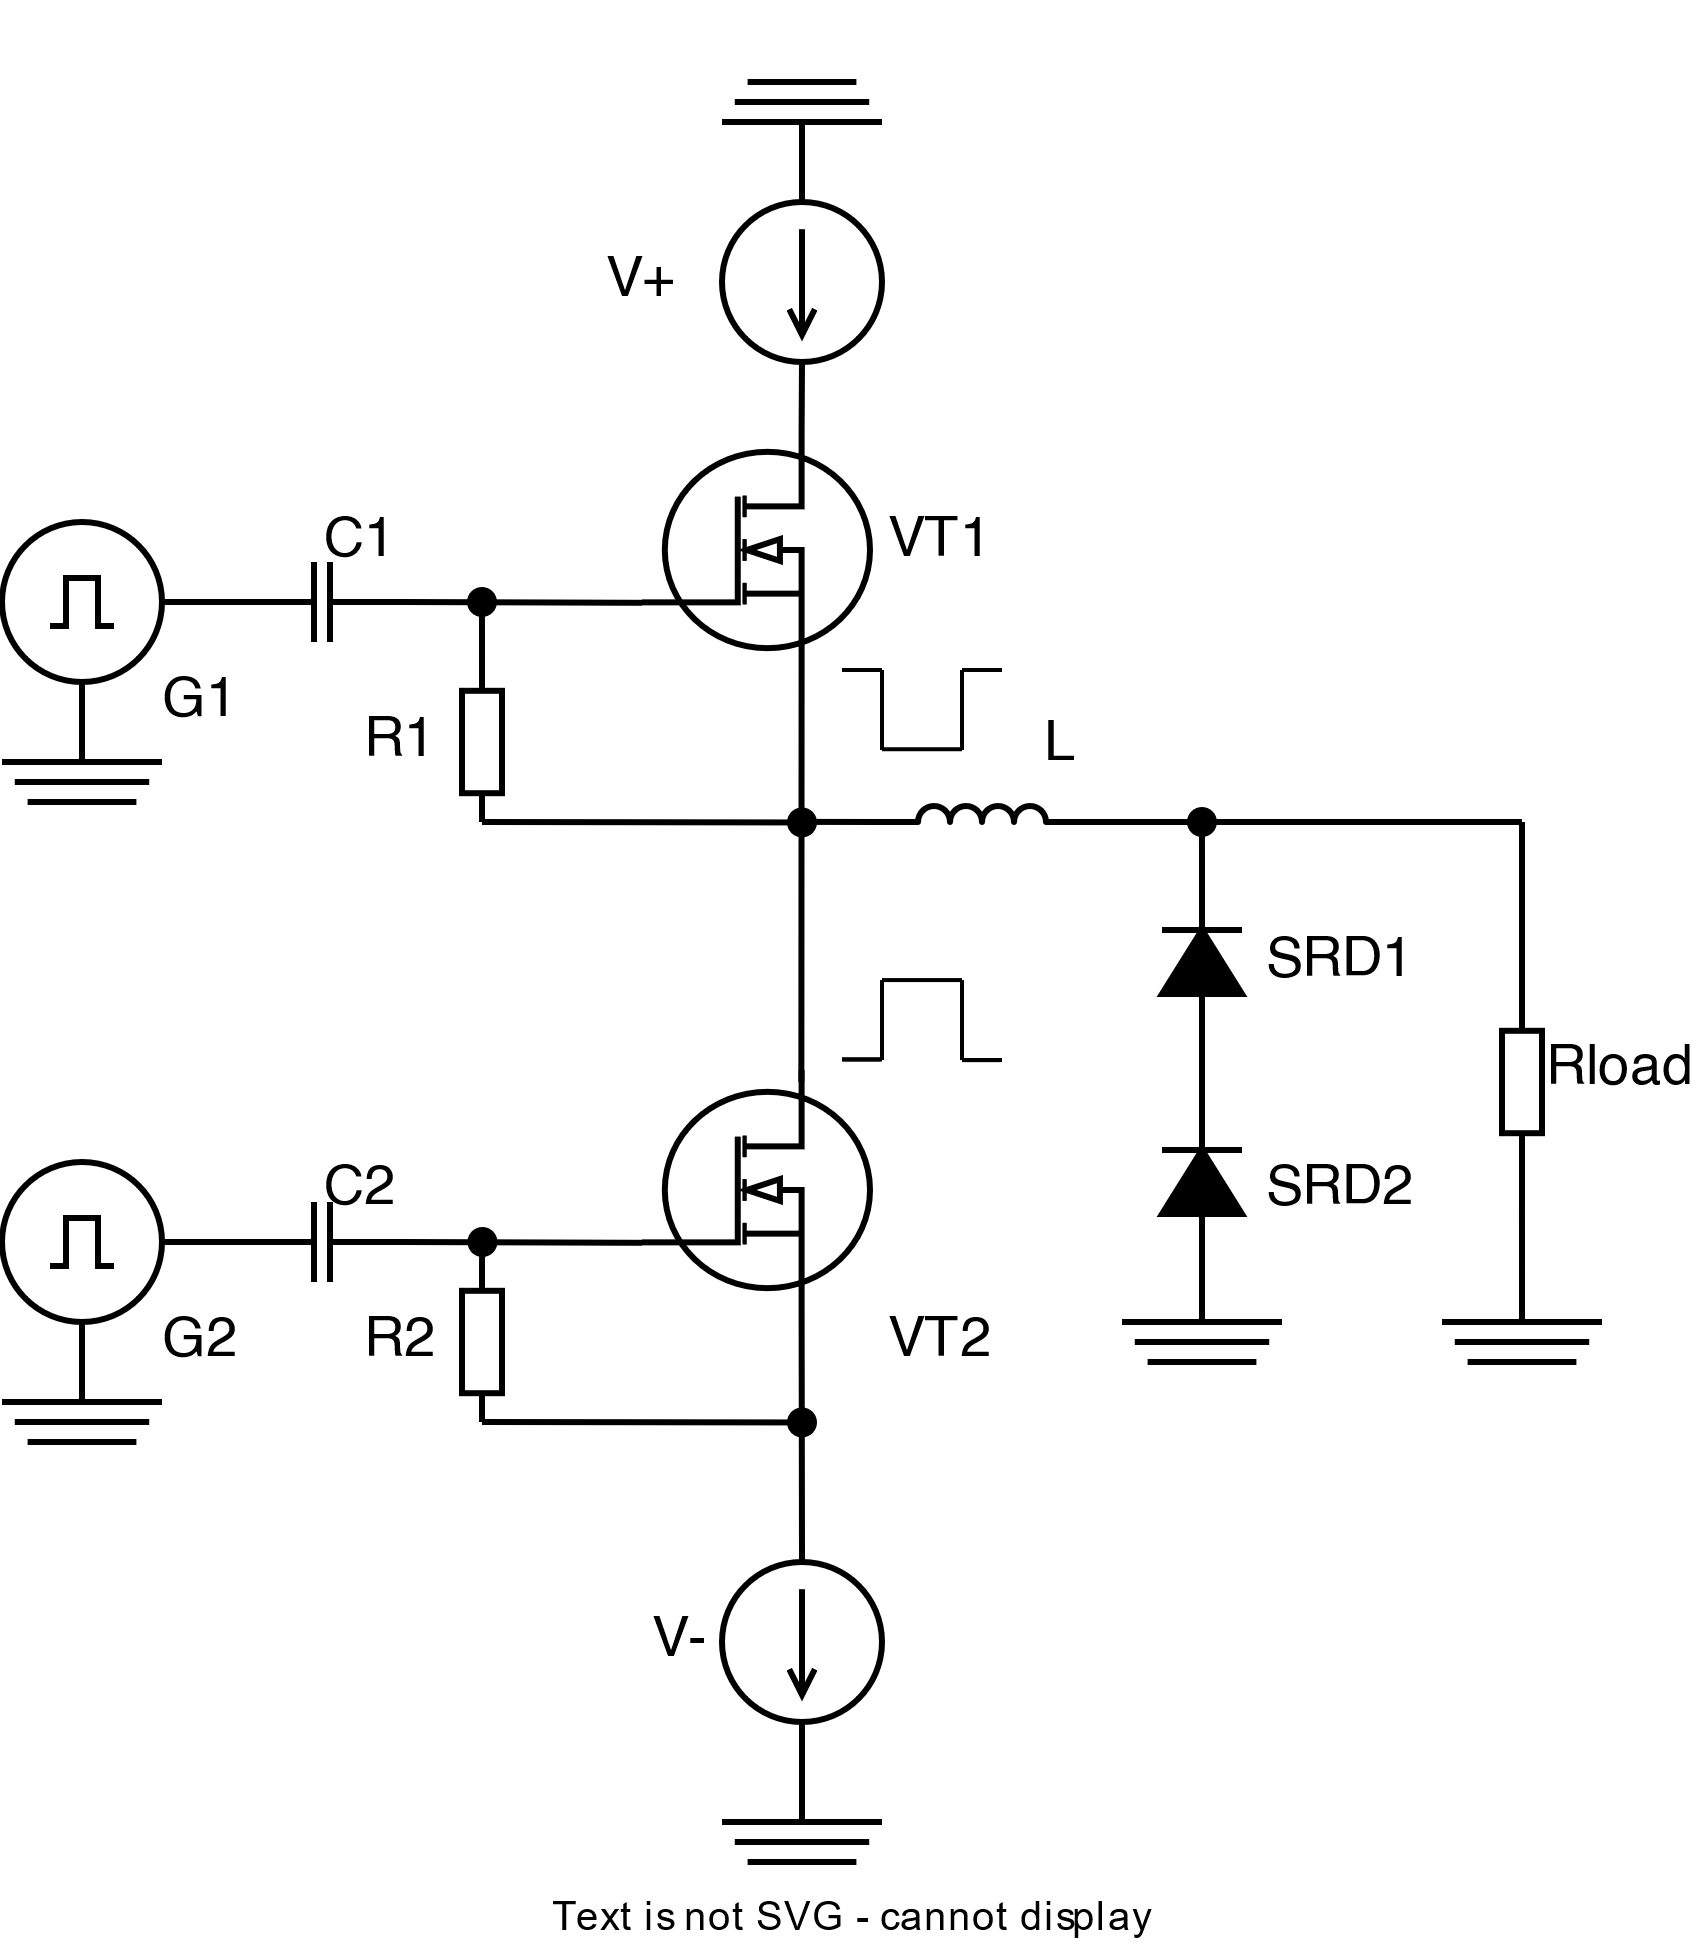 V+
C1
VT1
G1
R1
L
SRD1
Rload
C2
SRD2
G2
R2
VT2
V-
Text is not SVG - cannot display